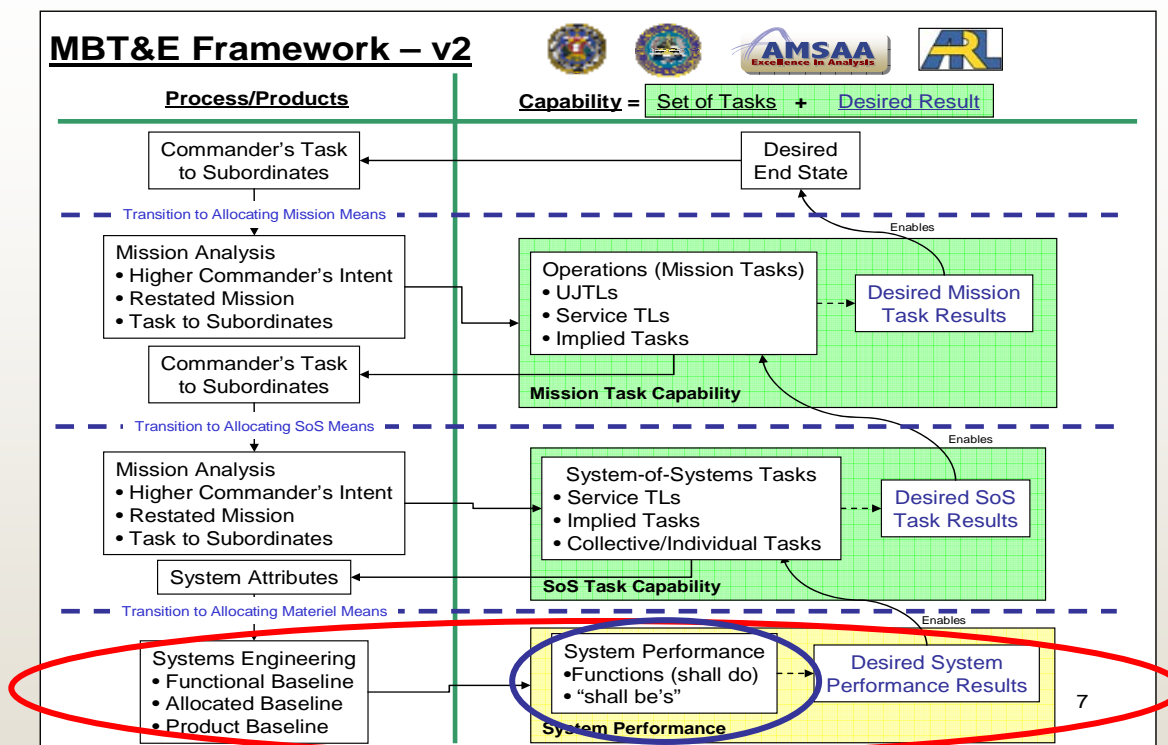 MBT&E Framework – v2
AMSAA
Excellence In Analysis
ARL
Process/Products
Capability = Set of Tasks + Desired Result
Commander's Task
to Subordinates
Desired
End State
Transition to Allocating Mission Means
Enables
Mission Analysis
• Higher Commander's Intent
• Restated Mission
• Task to Subordinates
Operations (Mission Tasks)
• UJTLs
• Service TLs
• Implied Tasks
Desired Mission
Task Results
Mission Task Capability
Commander's Task
to Subordinates
Transition to Allocating SoS Means
Enables
Mission Analysis
• Higher Commander's Intent
• Restated Mission
• Task to Subordinates
System-of-Systems Tasks
• Service TLs
• Implied Tasks
• Collective/Individual Tasks
Desired SoS
Task Results
SoS Task Capability
System Attributes
Transition to Allocating Materiel Means
Enables
Systems Engineering
• Functional Baseline
• Allocated Baseline
• Product Baseline
System Performance
•Functions (shall do)
• “shall be's”
Desired System
Performance Results
System Performance
7